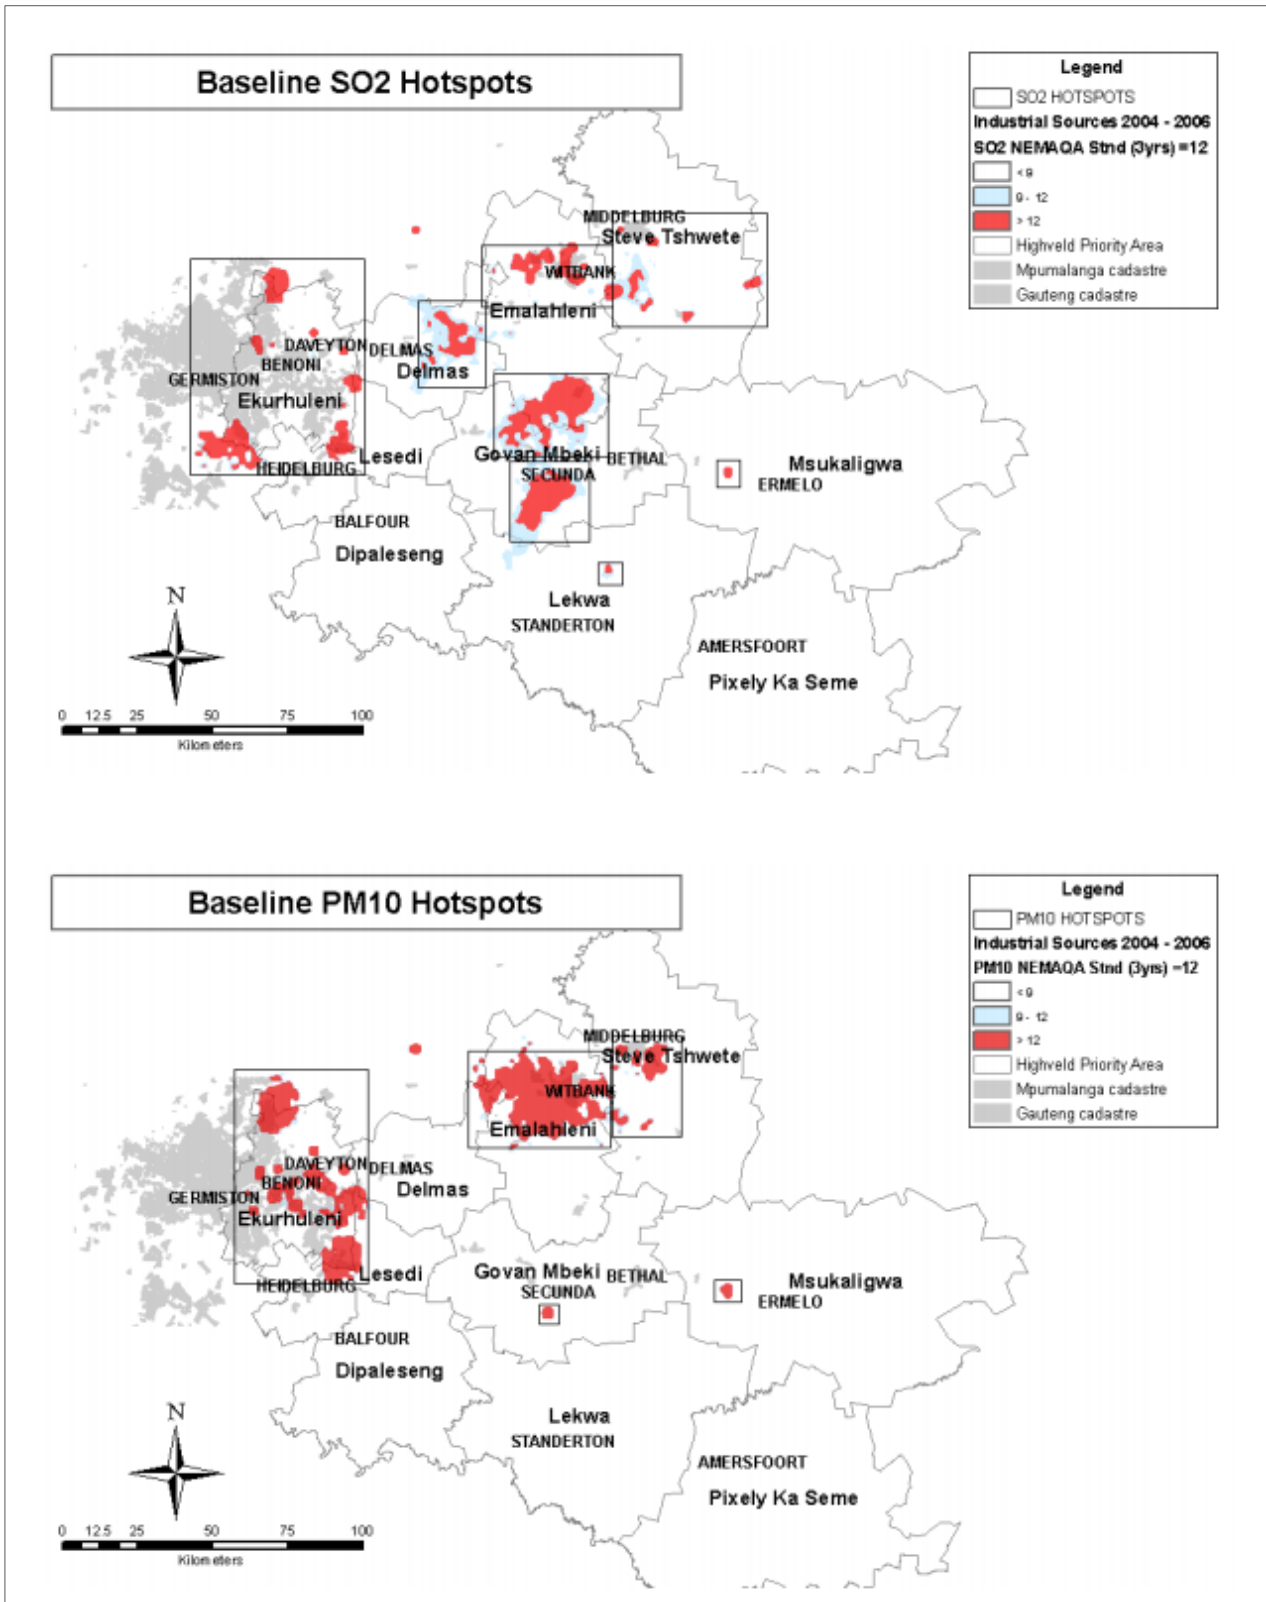 Baseline SO2 Hotspots
Legend
SO2 HOTSPOTS
Industrial Sources 2004 - 2006
SO2 NEMAQA Stnd (3yrs) =12
< 9
9 - 12
> 12
Highveld Priority Area
Mpumalanga cadastre
Gauteng cadastre
MIDDELBURG
Steve Tshwete
WITBANK
Emalahleni
DAVEYTON
DELMAS
BENONI
Delmas
GERMISTON
Ekurhuleni
Lesedi
Govan Mbeki
BETHAL
HEIDELBURG
SECUNDA
Msukaligwa
ERMELO
BALFOUR
Dipaleseng
Lekwa
STANDERTON
AMERSFOORT
Pixely Ka Seme
N
0 12.5 25 50 75 100
Kilometers
Baseline PM10 Hotspots
Legend
PM10 HOTSPOTS
Industrial Sources 2004 - 2006
PM10 NEMAQA Stnd (3yrs) =12
< 9
9 - 12
> 12
Highveld Priority Area
Mpumalanga cadastre
Gauteng cadastre
MIDDELBURG
Steve Tshwete
WITBANK
Emalahleni
DAVEYTON
DELMAS
BENONI
Delmas
GERMISTON
Ekurhuleni
Lesedi
Govan Mbeki
BETHAL
HEIDELBURG
SECUNDA
Msukaligwa
ERMELO
BALFOUR
Dipaleseng
Lekwa
STANDERTON
AMERSFOORT
Pixely Ka Seme
N
0 12.5 25 50 75 100
Kilometers